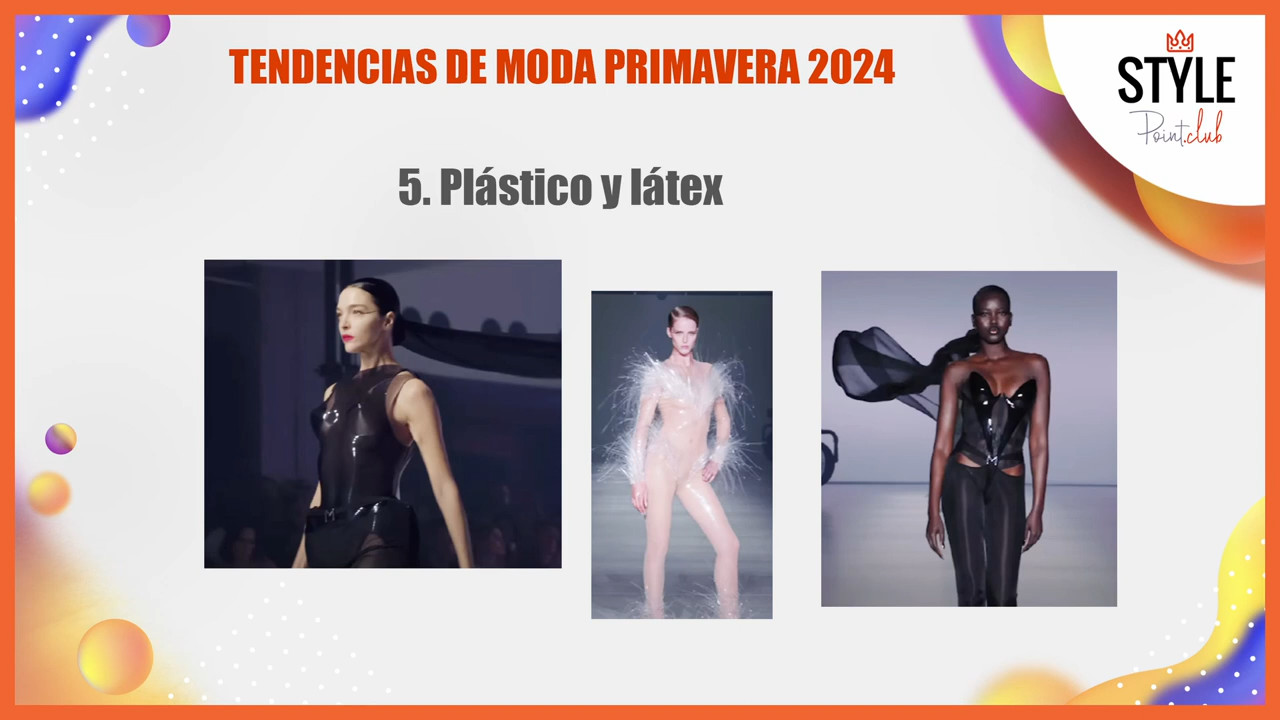 TENDENCIAS DE MODA PRIMAVERA 2024
STYLE
Point.club
5. Plástico y látex
M